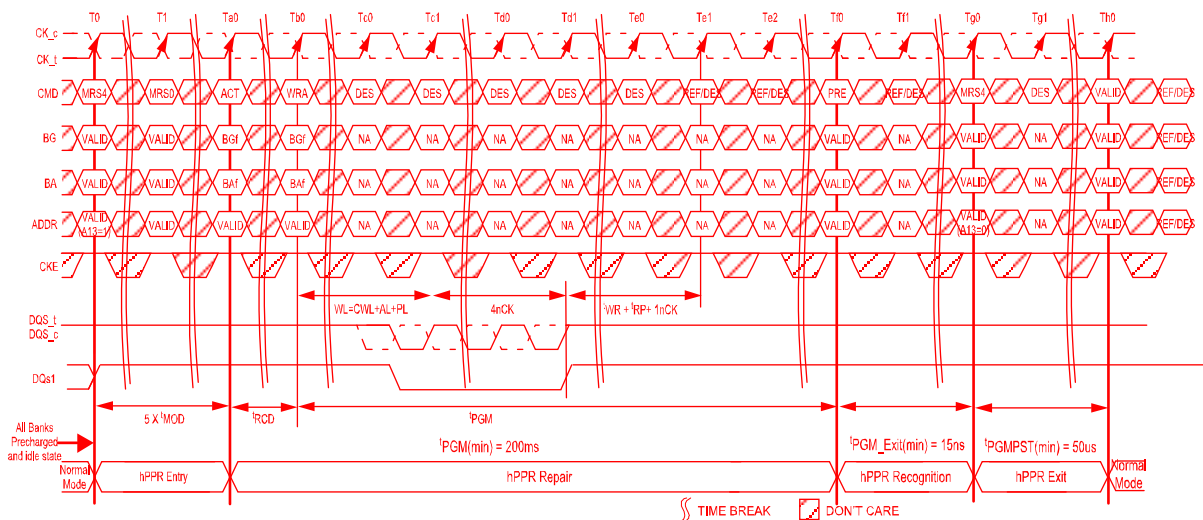 T0 T1 Ta0 Tb0 Tc0 Tc1 Td0 Td1 Te0 Te1 Te2 Tf0 Tf1 Tg0 Tg1 Th0
CK_c
CK_t
CMD MRS4 MRS0 ACT WRA DES DES DES DES DES REF/DES REF/DES PRE REF/DES MRS4 DES VALID REF/DES
BG VALID VALID BGf BGf NA NA NA NA NA NA NA VALID NA VALID NA VALID REF/DES
BA VALID VALID BAf BAf NA NA NA NA NA NA NA VALID NA VALID NA VALID REF/DES
ADDR VALID (A13=1) VALID VALID VALID NA NA NA NA NA NA NA VALID NA VALID (A13=0) NA VALID REF/DES
CKE
WL=CWL+AL+PL 4nCK tWR + tRP+ 1nCK
DQS_t
DQS_c
DQs1
5 X tMOD tRCD tPGM
All Banks
Precharged
and idle state
tPGM(min) = 200ms tPGM_Exit(min) = 15ns tPGMPST(min) = 50us
Normal
Mode
hPPR Entry hPPR Repair hPPR Recognition hPPR Exit
Normal
Mode
TIME BREAK DON'T CARE